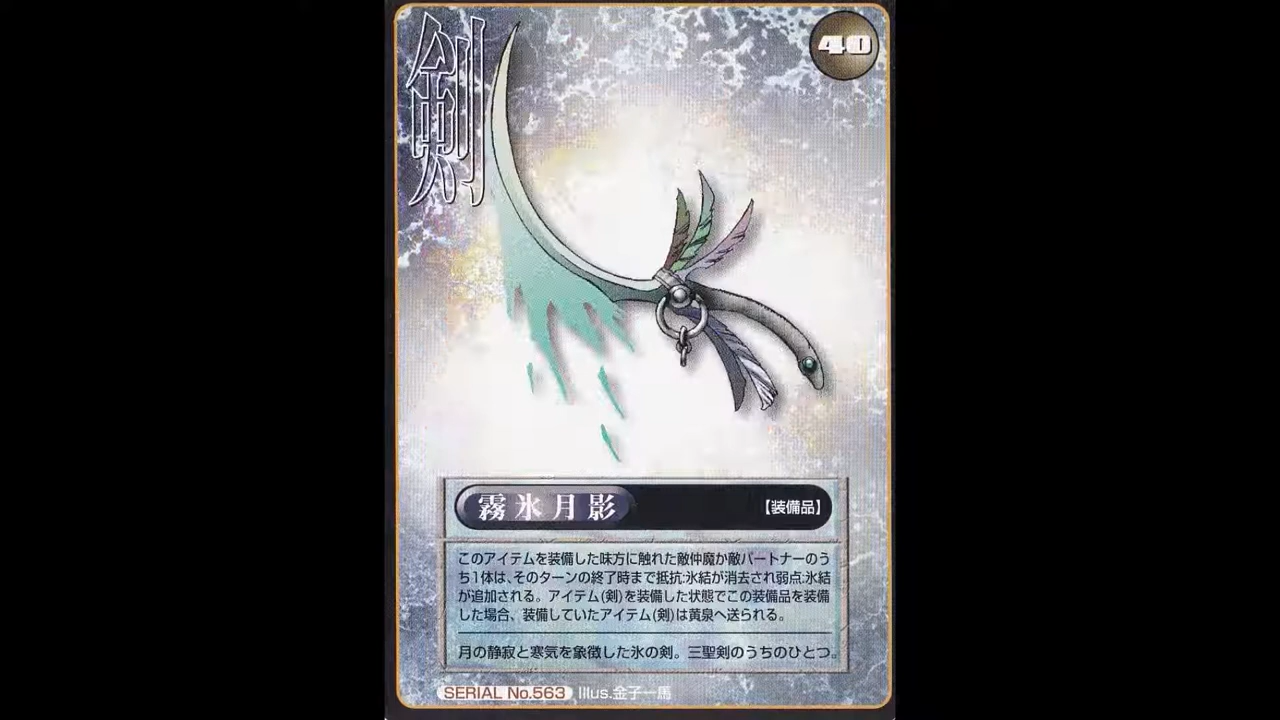 剣
40
霧氷月影
【装備品】
このアイテムを装備した味方に触れた敵仲魔か敵パートナーのう
ち1体は、そのターンの終了時まで抵抗:氷結が消去され弱点:氷結
が追加される。アイテム(剣)を装備した状態でこの装備品を装備
した場合、装備していたアイテム(剣)は黄泉へ送られる。
月の静寂と寒気を象徴した氷の剣。三聖剣のうちのひとつ。
SERIAL No.563 Illus.金子一馬